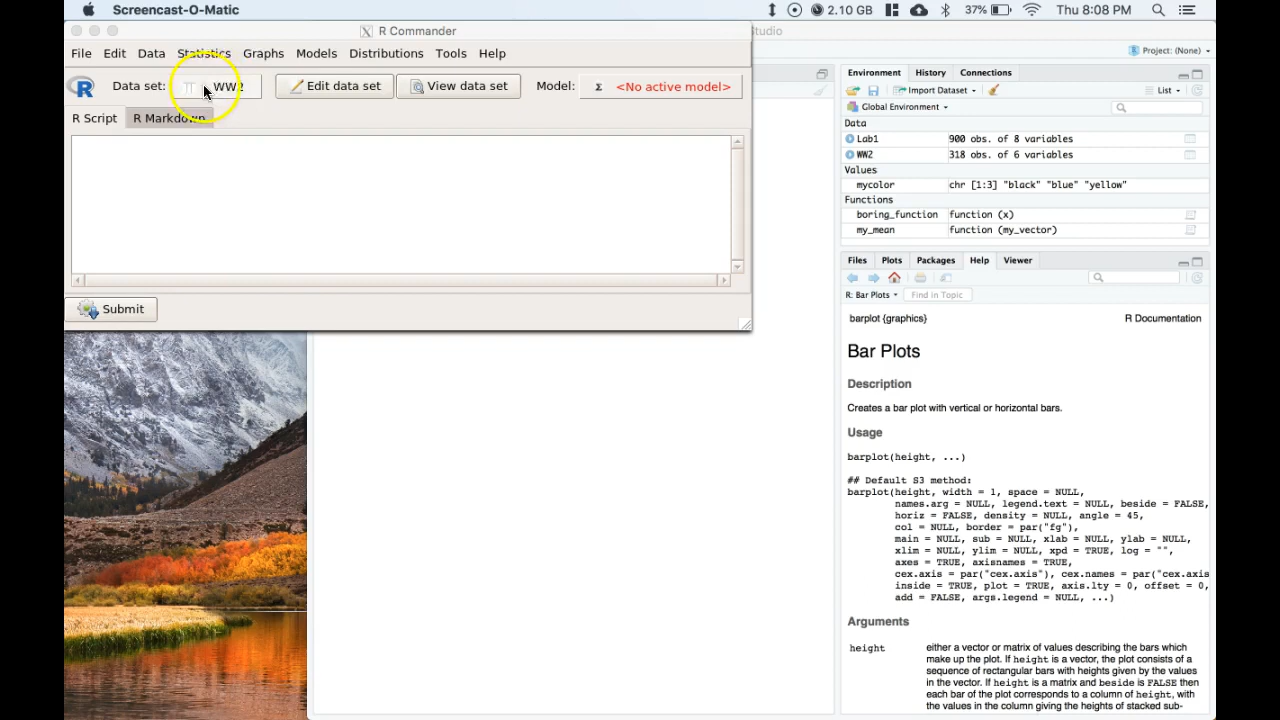 Screencast-O-Matic
2.10 GB
37%
Thu 8:08 PM
R Commander
Studio
File Edit Data Statistics Graphs Models Distributions Tools Help
Project: (None)
Data set: WW2 Edit data set View data set Model: Σ <No active model>
R Script R Markdown
Submit
Environment History Connections
Import Dataset List
Global Environment
Data
Lab1 900 obs. of 8 variables
WW2 318 obs. of 6 variables
Values
mycolor chr [1:3] "black" "blue" "yellow"
Functions
boring_function function (x)
my_mean function (my_vector)
Files Plots Packages Help Viewer
R: Bar Plots Find in Topic
barplot {graphics} R Documentation
Bar Plots
Description
Creates a bar plot with vertical or horizontal bars.
Usage
barplot(height, ...)
## Default S3 method:
barplot(height, width = 1, space = NULL,
names.arg = NULL, legend.text = NULL, beside = FALSE,
horiz = FALSE, density = NULL, angle = 45,
col = NULL, border = par("fg"),
main = NULL, sub = NULL, xlab = NULL, ylab = NULL,
xlim = NULL, ylim = NULL, xpd = TRUE, log = "",
axes = TRUE, axisnames = TRUE,
cex.axis = par("cex.axis"), cex.names = par("cex.axis
inside = TRUE, plot = TRUE, axis.lty = 0, offset = 0,
add = FALSE, args.legend = NULL, ...)
Arguments
height either a vector or matrix of values describing the bars which
make up the plot. If height is a vector, the plot consists of a
sequence of rectangular bars with heights given by the values
in the vector. If height is a matrix and beside is FALSE then
each bar of the plot corresponds to a column of height, with
the values in the column giving the heights of stacked sub-